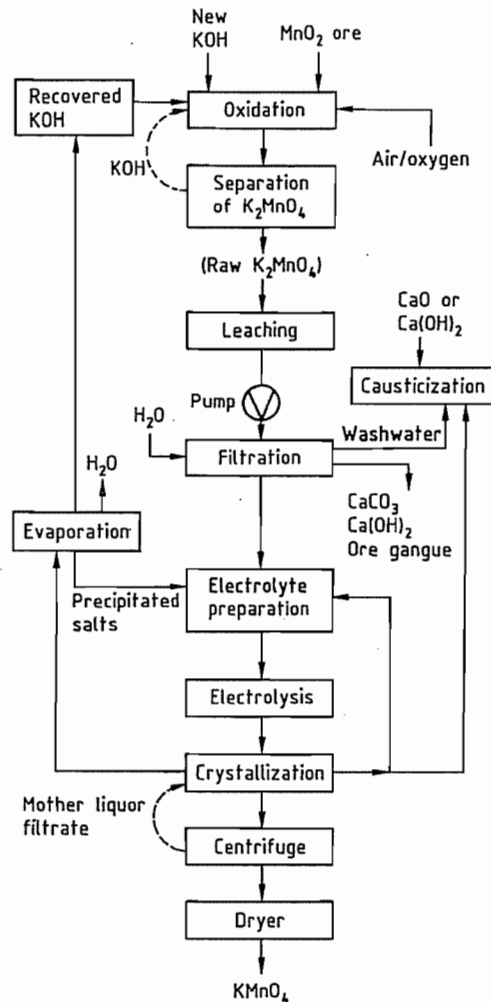 New
KOH
MnO₂ ore
Recovered
KOH
Oxidation
KOH
Air/oxygen
Separation
of K₂MnO₄
(Raw K₂MnO₄)
Leaching
CaO or
Ca(OH)₂
Causticization
Pump
H₂O
Washwater
Filtration
H₂O
CaCO₃
Ca(OH)₂
Ore gangue
Evaporation
Precipitated
salts
Electrolyte
preparation
Electrolysis
Crystallization
Mother liquor
filtrate
Centrifuge
Dryer
KMnO₄